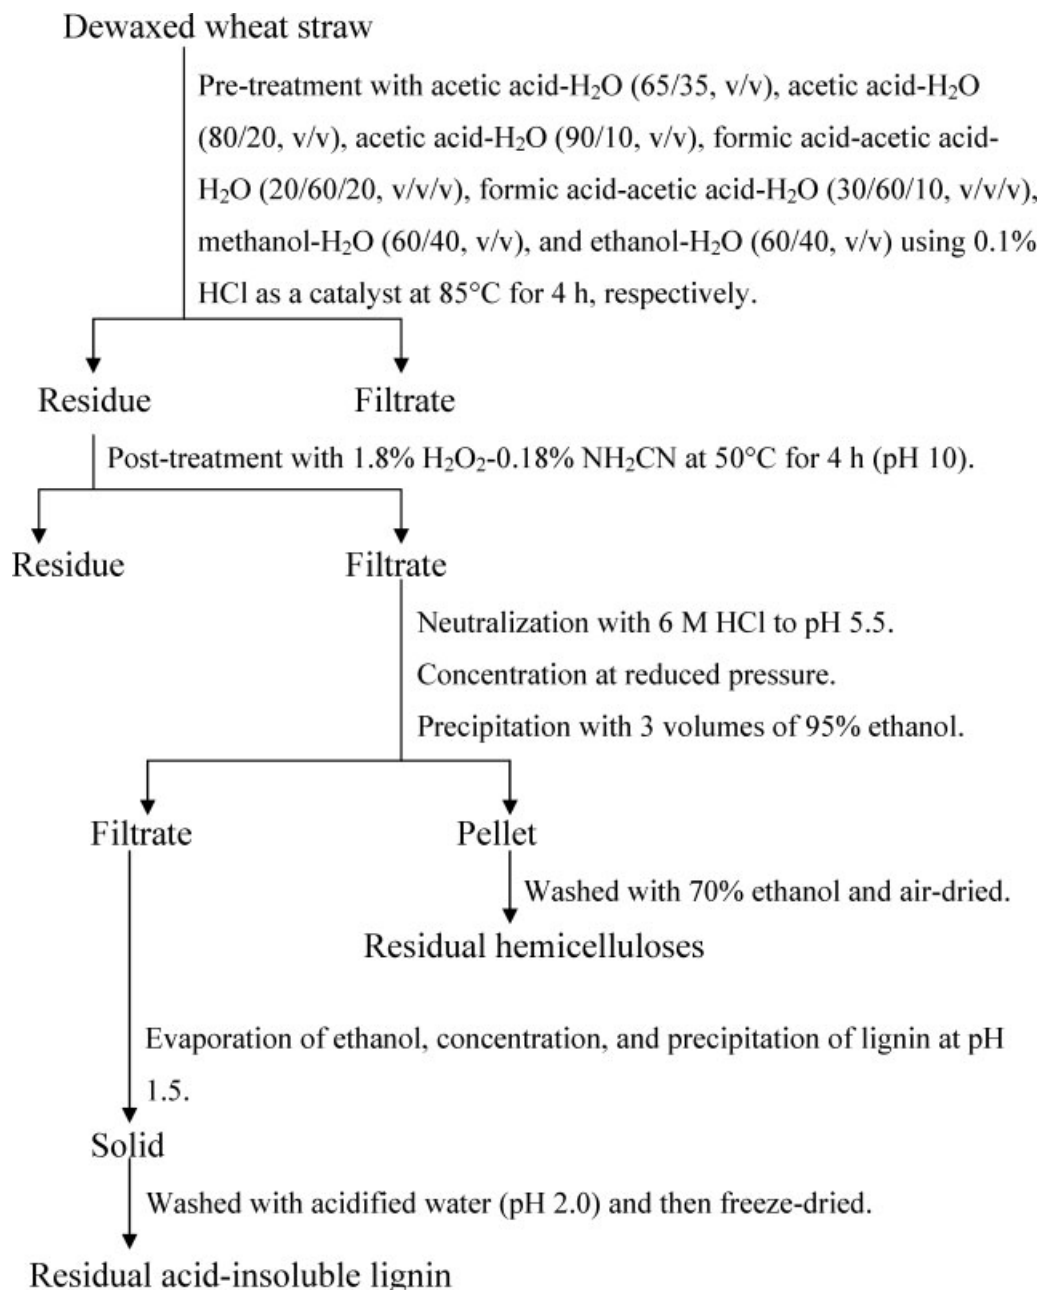 Dewaxed wheat straw
Pre-treatment with acetic acid-H₂O (65/35, v/v), acetic acid-H₂O
(80/20, v/v), acetic acid-H₂O (90/10, v/v), formic acid-acetic acid-
H₂O (20/60/20, v/v/v), formic acid-acetic acid-H₂O (30/60/10, v/v/v),
methanol-H₂O (60/40, v/v), and ethanol-H₂O (60/40, v/v) using 0.1%
HCl as a catalyst at 85°C for 4 h, respectively.
Residue Filtrate
Post-treatment with 1.8% H₂O₂-0.18% NH₂CN at 50°C for 4 h (pH 10).
Residue Filtrate
Neutralization with 6 M HCl to pH 5.5.
Concentration at reduced pressure.
Precipitation with 3 volumes of 95% ethanol.
Filtrate Pellet
Washed with 70% ethanol and air-dried.
Residual hemicelluloses
Evaporation of ethanol, concentration, and precipitation of lignin at pH
1.5.
Solid
Washed with acidified water (pH 2.0) and then freeze-dried.
Residual acid-insoluble lignin